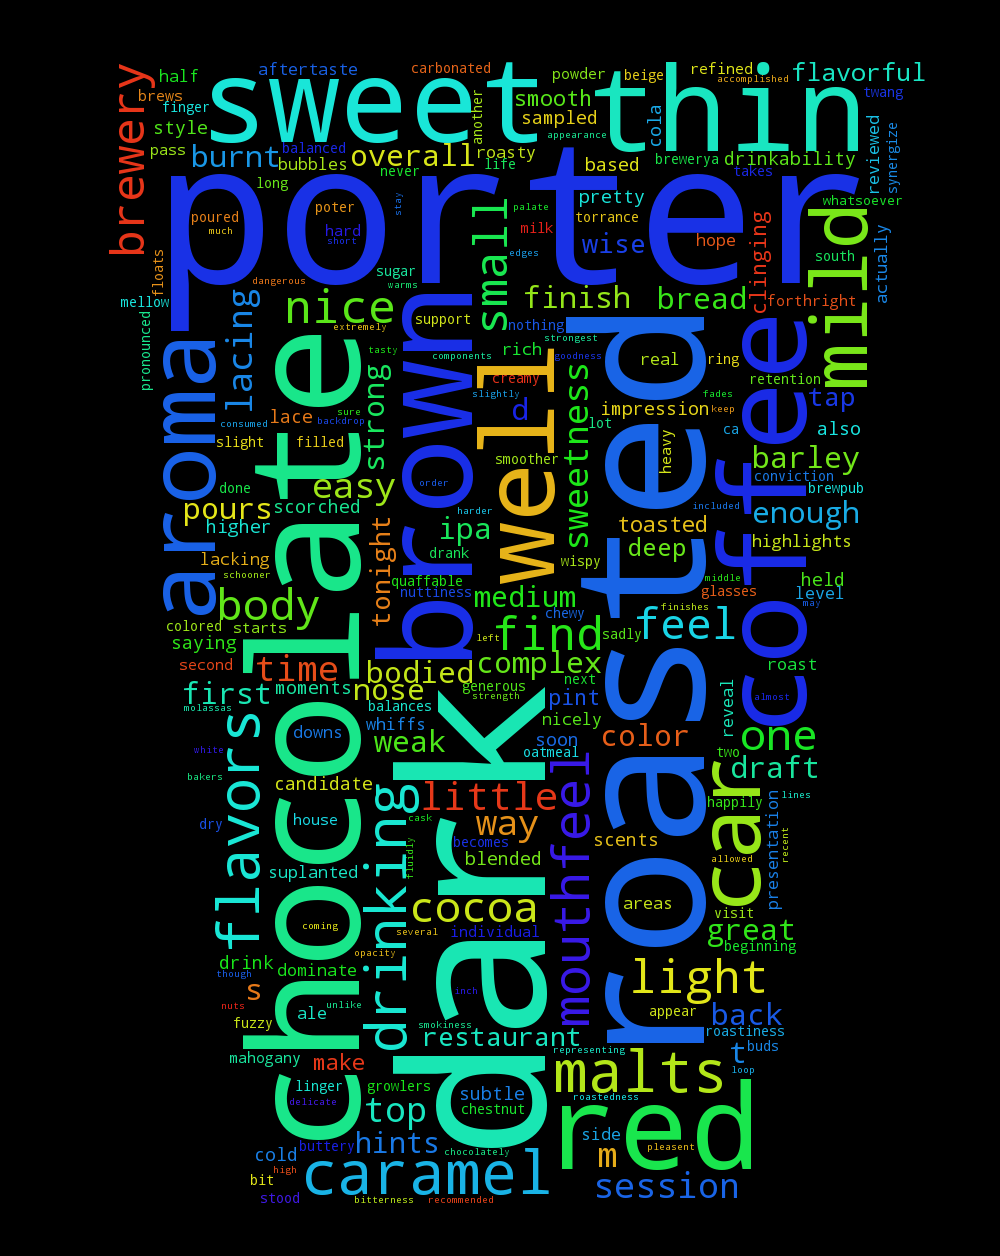 sweet
thin
brewery
half
aftertaste
carbonated
powder
beige
refined
accomplished
flavorful
brews
finger
style
pass
burnt
balanced
bubbles
never
overall
another
roasty
life
smooth
sampled
appearance
based
cola
brewerya
drinkability
takes
twang
reviewed
synergize
long
porter
poured
much
poter
hard
short
stay
small
palate
milk
edges
pretty
torrance
wise
hope
clinging
mild
whatsoever
south
actually
floats
mellow
pronounced
dangerous
sugar
warms
nice
extremely
lacing
aroma
brown
support
finish
bread
forthright
nothing
strongest
rich
components
goodness
creamy
slightly
tasty
real
ring
retention
fades
keep
impression
tap
coffee
chocolate
consumed
lace
sure
backdrop
strong
slight
filled
d
well
sweetness
lot
roasted
heavy
ca
also
barley
conviction
brewpub
smoother
done
easy
order
scorched
pours
higher
harder
included
enough
toasted
deep
highlights
ipa
wispy
lacking
schooner
tonight
drank
quaffable
nuttiness
medium
chewy
middle
glasses
held
level
may
body
colored
starts
finishes
feel
find
left
sadly
saying
second
time
bodied
complex
roast
first
moments
nose
generous
strength
next
pint
almost
reveal
molassas
balances
flavors
downs
whiffs
weak
nicely
soon
oatmeal
color
one
two
draft
white
bakers
candidate
dark
little
mouthfeel
car
happily
lines
dry
house
drinking
cask
way
becomes
blended
fluidly
scents
presentation
recent
allowed
suplanted
cocoa
areas
visit
coming
several
individual
great
beginning
opacity
drink
dominate
though
s
inch
light
nuts
unlike
ale
fuzzy
smokiness
appear
back
roastiness
restaurant
t
buds
mahogany
make
representing
malts
loop
linger
growlers
subtle
roastedness
delicate
top
chestnut
red
side
pleasent
buttery
hints
chocolately
cold
high
m
bit
caramel
session
stood
bitterness
recommended